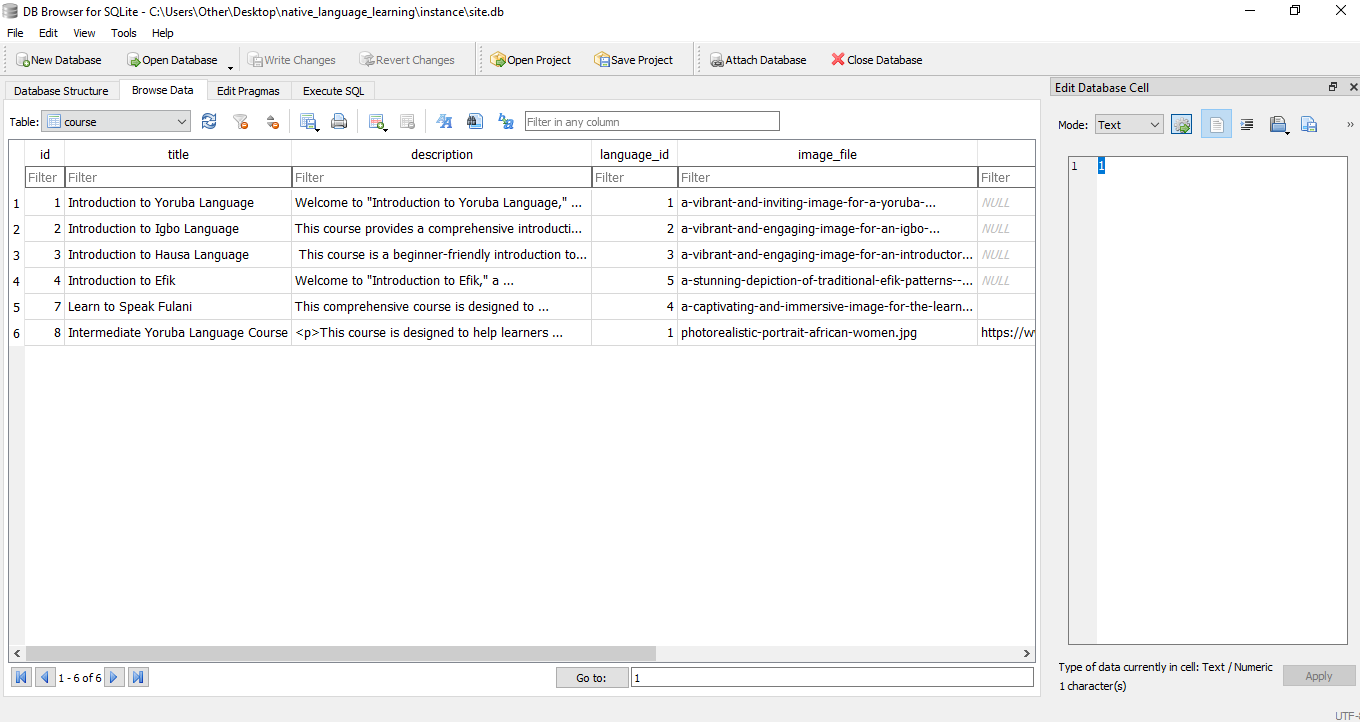 DB Browser for SQLite - C:\Users\Other\Desktop\native_language_learning\instance\site.db
File Edit View Tools Help
New Database Open Database Write Changes Revert Changes Open Project Save Project Attach Database Close Database
Database Structure Browse Data Edit Pragmas Execute SQL
Edit Database Cell
Table: course Filter in any column
Mode: Text
id title description language_id image_file
Filter Filter Filter Filter Filter Filter
1 1 Introduction to Yoruba Language Welcome to "Introduction to Yoruba Language," ... 1 a-vibrant-and-inviting-image-for-a-yoruba-... NULL
2 2 Introduction to Igbo Language This course provides a comprehensive introducti... 2 a-vibrant-and-engaging-image-for-an-igbo-... NULL
3 3 Introduction to Hausa Language This course is a beginner-friendly introduction to... 3 a-vibrant-and-engaging-image-for-an-introductor... NULL
4 4 Introduction to Efik Welcome to "Introduction to Efik," a ... 5 a-stunning-depiction-of-traditional-efik-patterns--... NULL
5 7 Learn to Speak Fulani This comprehensive course is designed to ... 4 a-captivating-and-immersive-image-for-the-learn...
6 8 Intermediate Yoruba Language Course <p>This course is designed to help learners ... 1 photorealistic-portrait-african-women.jpg https://w
1 1
1 - 6 of 6 Go to: 1
Type of data currently in cell: Text / Numeric
1 character(s)
Apply
UTF-8